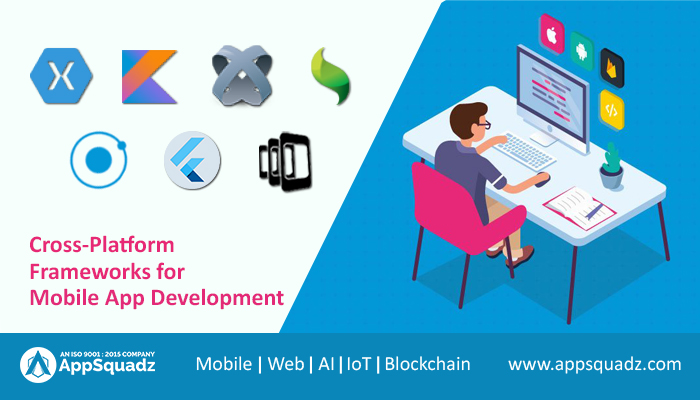 Cross-Platform
Frameworks for
Mobile App Development
AN ISO 9001 : 2015 COMPANY
AppSquadz
Mobile | Web | AI | IoT | Blockchain
www.appsquadz.com